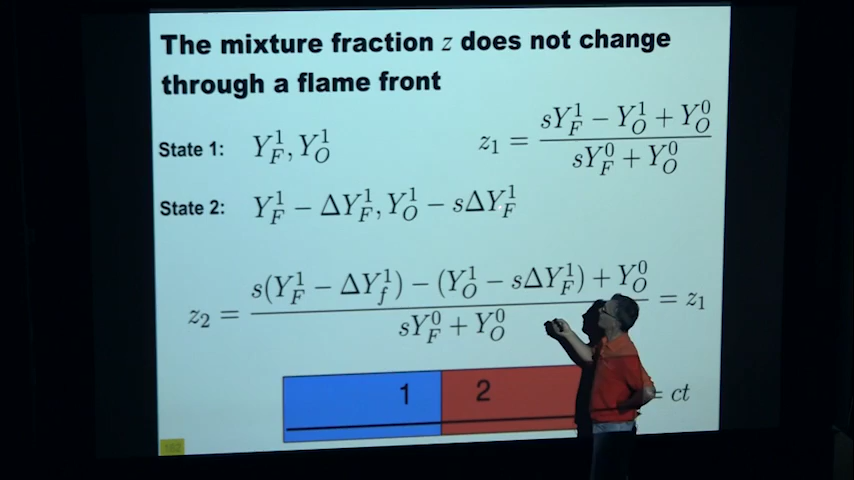 The mixture fraction z does not change
through a flame front
State 1: Y_F^1, Y_O^1
z_1 = \frac{sY_F^1 - Y_O^1 + Y_O^0}{sY_F^0 + Y_O^0}
State 2: Y_F^1 - ΔY_F^1, Y_O^1 - sΔY_F^1
z_2 = \frac{s(Y_F^1 - ΔY_f^1) - (Y_O^1 - sΔY_F^1) + Y_O^0}{sY_F^0 + Y_O^0} = z_1
1 2
= ct